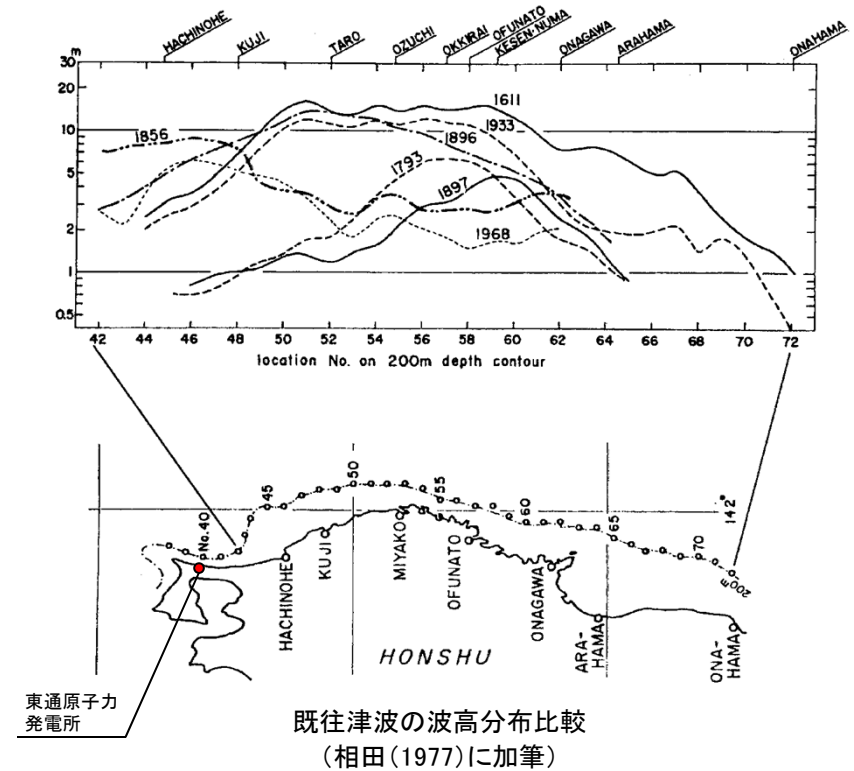 HACHINOHE KUJI TARO OZUCHI OKKIRAI OFUNATO KESEN-NUMA ONAGAWA ARAHAMA ONAHAMA
m
30
20
10
5
2
1
0.5
1856
1611
1933
1896
1793
1897
1968
42 44 46 48 50 52 54 56 58 60 62 64 66 68 70 72
location No. on 200m depth contour
No.40 45 50 55 60 65 70 142°
200m
HACHINOHE
KUJI
MIYAKO
OFUNATO
ONAGAWA
ARA-
HAMA
ONA-
HAMA
HONSHU
東通原子力
発電所
既往津波の波高分布比較
(相田(1977)に加筆)